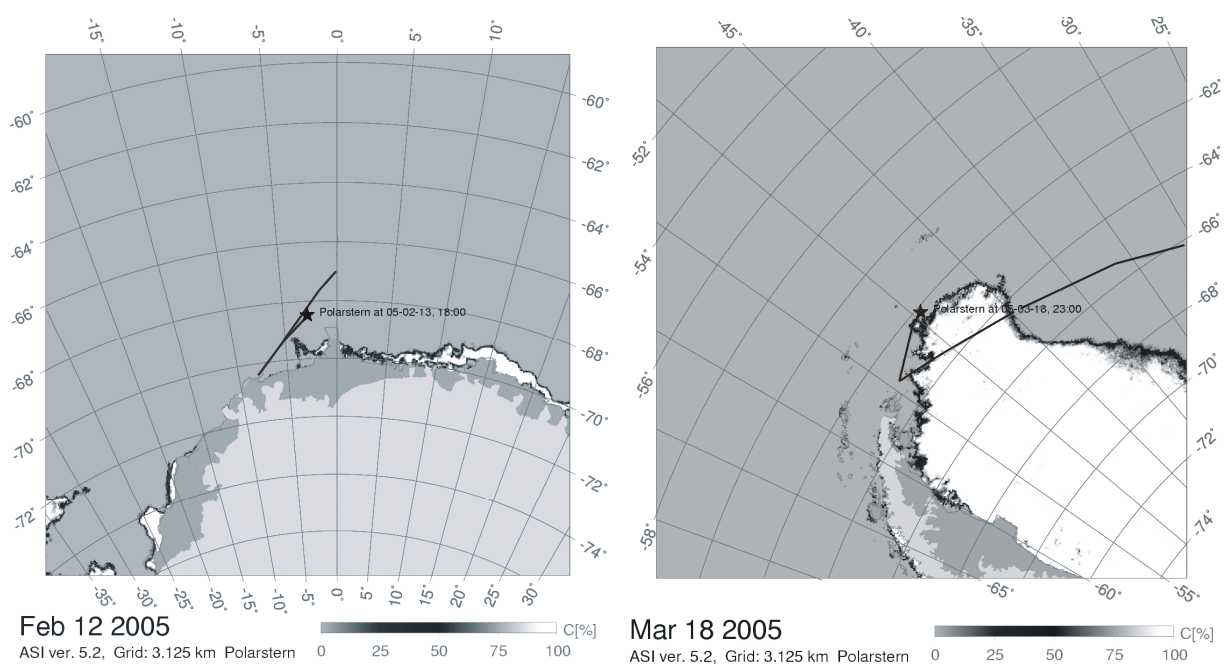 -15° -10° -5° 0° 5° 10°
-60° -60°
-62° -62°
-64° -64°
-66° -66°
-68° -68°
-70° -70°
-72° -72°
-74°
-35° -30° -25° -20° -15° -10° -5° 0° 5° 10° 15° 20° 25° 30°
Polarstern at 05-02-13, 18:00
Feb 12 2005
ASI ver. 5.2, Grid: 3.125 km Polarstern
0 25 50 75 100
C[%]
-45° -40° -35° -30° 25°
-52° -62°
-54° -64°
-56° -66°
-58° -68°
-70°
-72°
-74°
-65° -60° -55°
Polarstern at 05-03-18, 23:00
Mar 18 2005
ASI ver. 5.2, Grid: 3.125 km Polarstern
0 25 50 75 100
C[%]